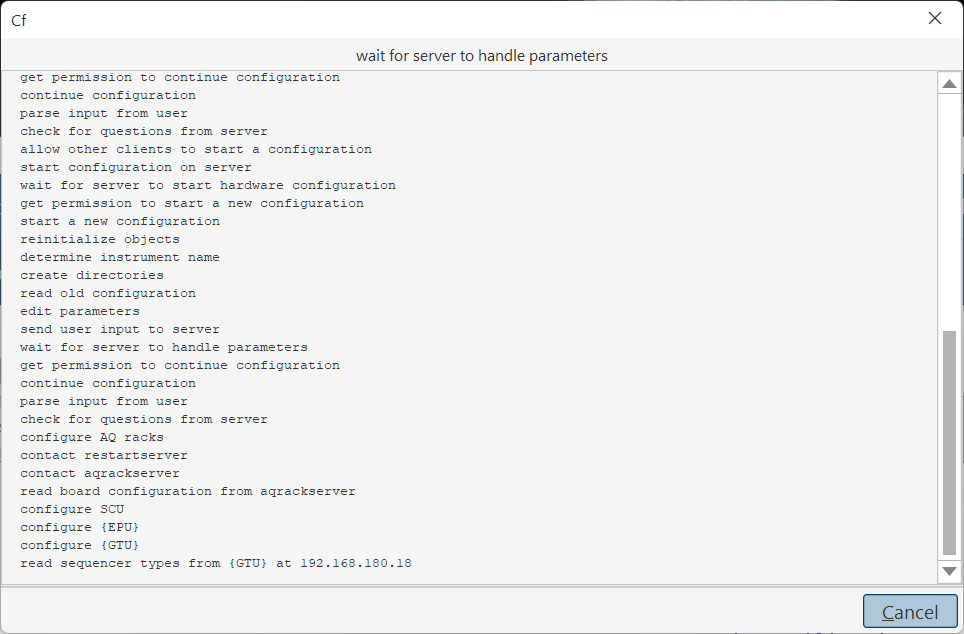 Cf
wait for server to handle parameters
get permission to continue configuration
continue configuration
parse input from user
check for questions from server
allow other clients to start a configuration
start configuration on server
wait for server to start hardware configuration
get permission to start a new configuration
start a new configuration
reinitialize objects
determine instrument name
create directories
read old configuration
edit parameters
send user input to server
wait for server to handle parameters
get permission to continue configuration
continue configuration
parse input from user
check for questions from server
configure AQ racks
contact restartserver
contact aqrackserver
read board configuration from aqrackserver
configure SCU
configure {EPU}
configure {GTU}
read sequencer types from {GTU} at 192.168.180.18
Cancel